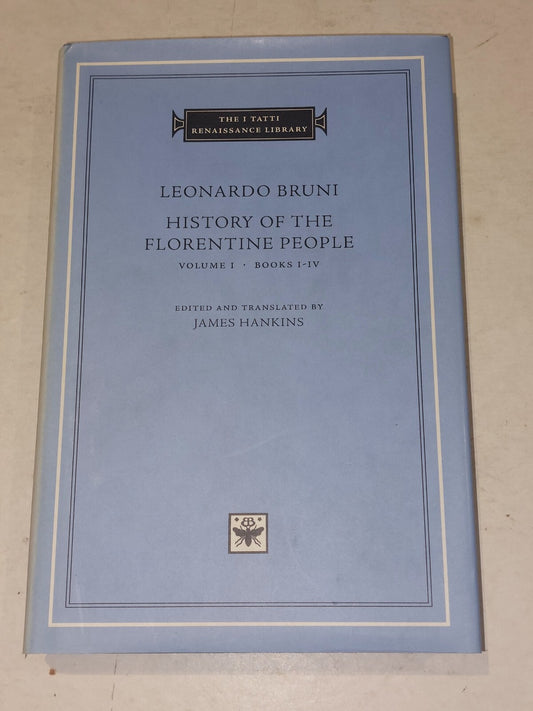 THE I TATTI
RENAISSANCE LIBRARY
LEONARDO BRUNI
HISTORY OF THE
FLORENTINE PEOPLE
VOLUME I · BOOKS I–IV
EDITED AND TRANSLATED BY
JAMES HANKINS
BB